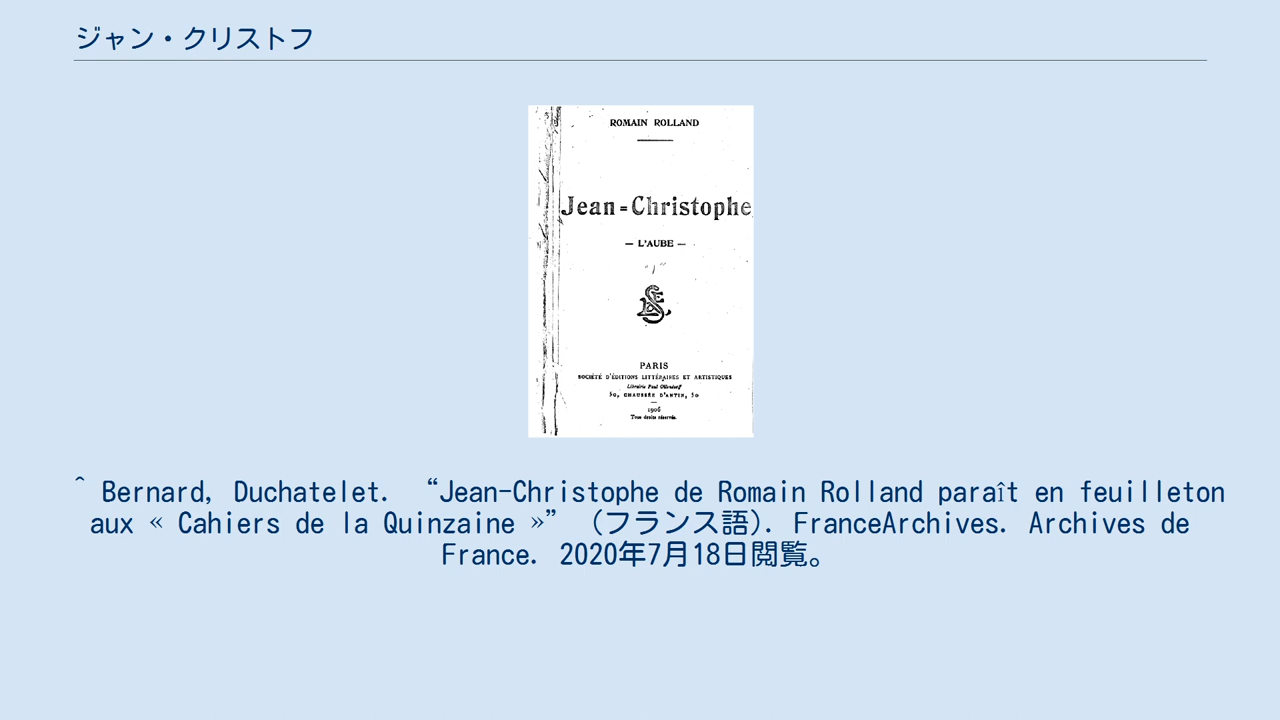 ジャン・クリストフ
ROMAIN ROLLAND
Jean=Christophe
— L'AUBE —
PARIS
SOCIÉTÉ D'ÉDITIONS LITTÉRAIRES ET ARTISTIQUES
Librairie Paul Ollendorff
50, CHAUSSÉE D'ANTIN, 50
1906
Tous droits réservés.
^ Bernard, Duchatelet. “Jean-Christophe de Romain Rolland paraît en feuilleton
aux « Cahiers de la Quinzaine »” (フランス語). FranceArchives. Archives de
France. 2020年7月18日閲覧。